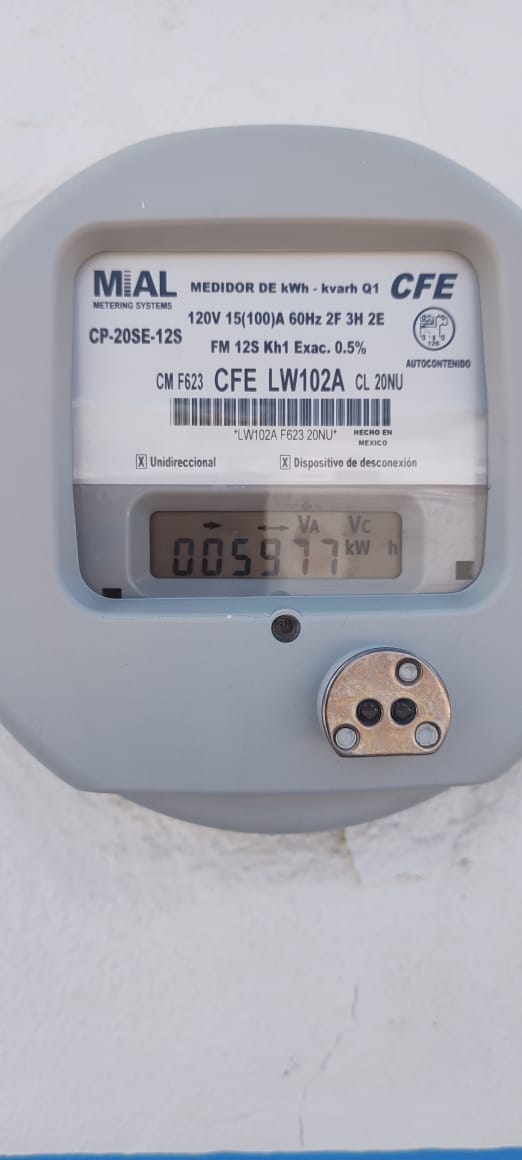 MIAL
METERING SYSTEMS
MEDIDOR DE kWh - kvarh Q1
CFE
CP-20SE-12S
120V 15(100)A 60Hz 2F 3H 2E
FM 12S Kh1 Exac. 0.5%
12S
AUTOCONTENIDO
CM F623 CFE LW102A CL 20NU
*LW102A F623 20NU*
HECHO EN
MEXICO
X Unidireccional
X Dispositivo de desconexión
VA VC
005977 kW h